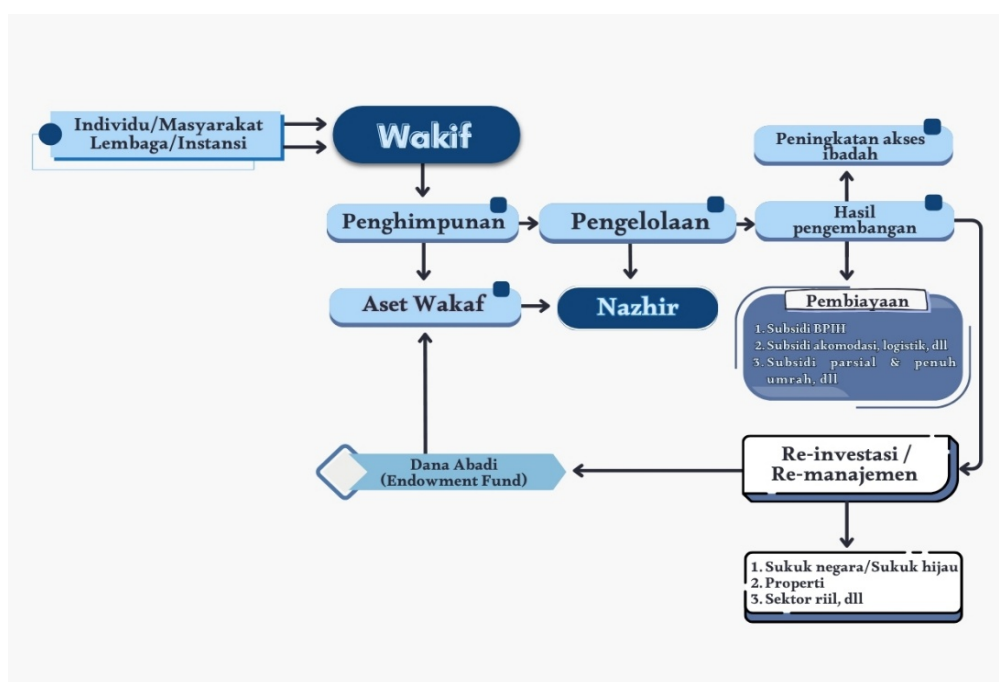 Individu/Masyarakat
Lembaga/Instansi
Wakif
Peningkatan akses
ibadah
Penghimpunan
Pengelolaan
Hasil
pengembangan
Aset Wakaf
Nazhir
Pembiayaan
1. Subsidi BPIH
2. Subsidi akomodasi, logistik, dll
3. Subsidi parsial & penuh
umrah, dll
Re-investasi /
Re-manajemen
Dana Abadi
(Endowment Fund)
1. Sukuk negara/Sukuk hijau
2. Properti
3. Sektor riil, dll